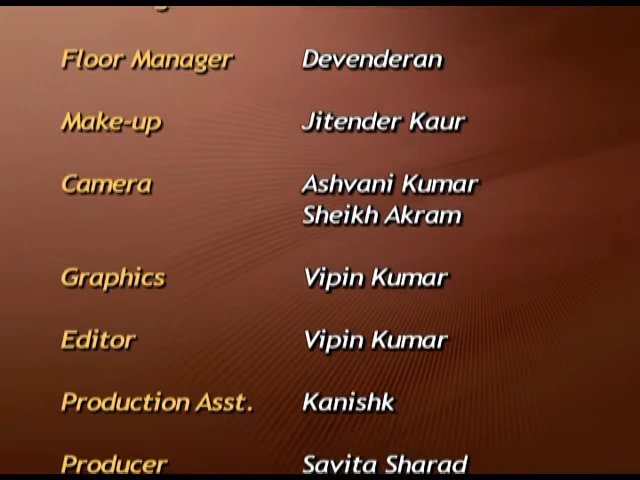 Floor Manager Devenderan
Make-up Jitender Kaur
Camera Ashvani Kumar
Sheikh Akram
Graphics Vipin Kumar
Editor Vipin Kumar
Production Asst. Kanishk
Producer Savita Sharad